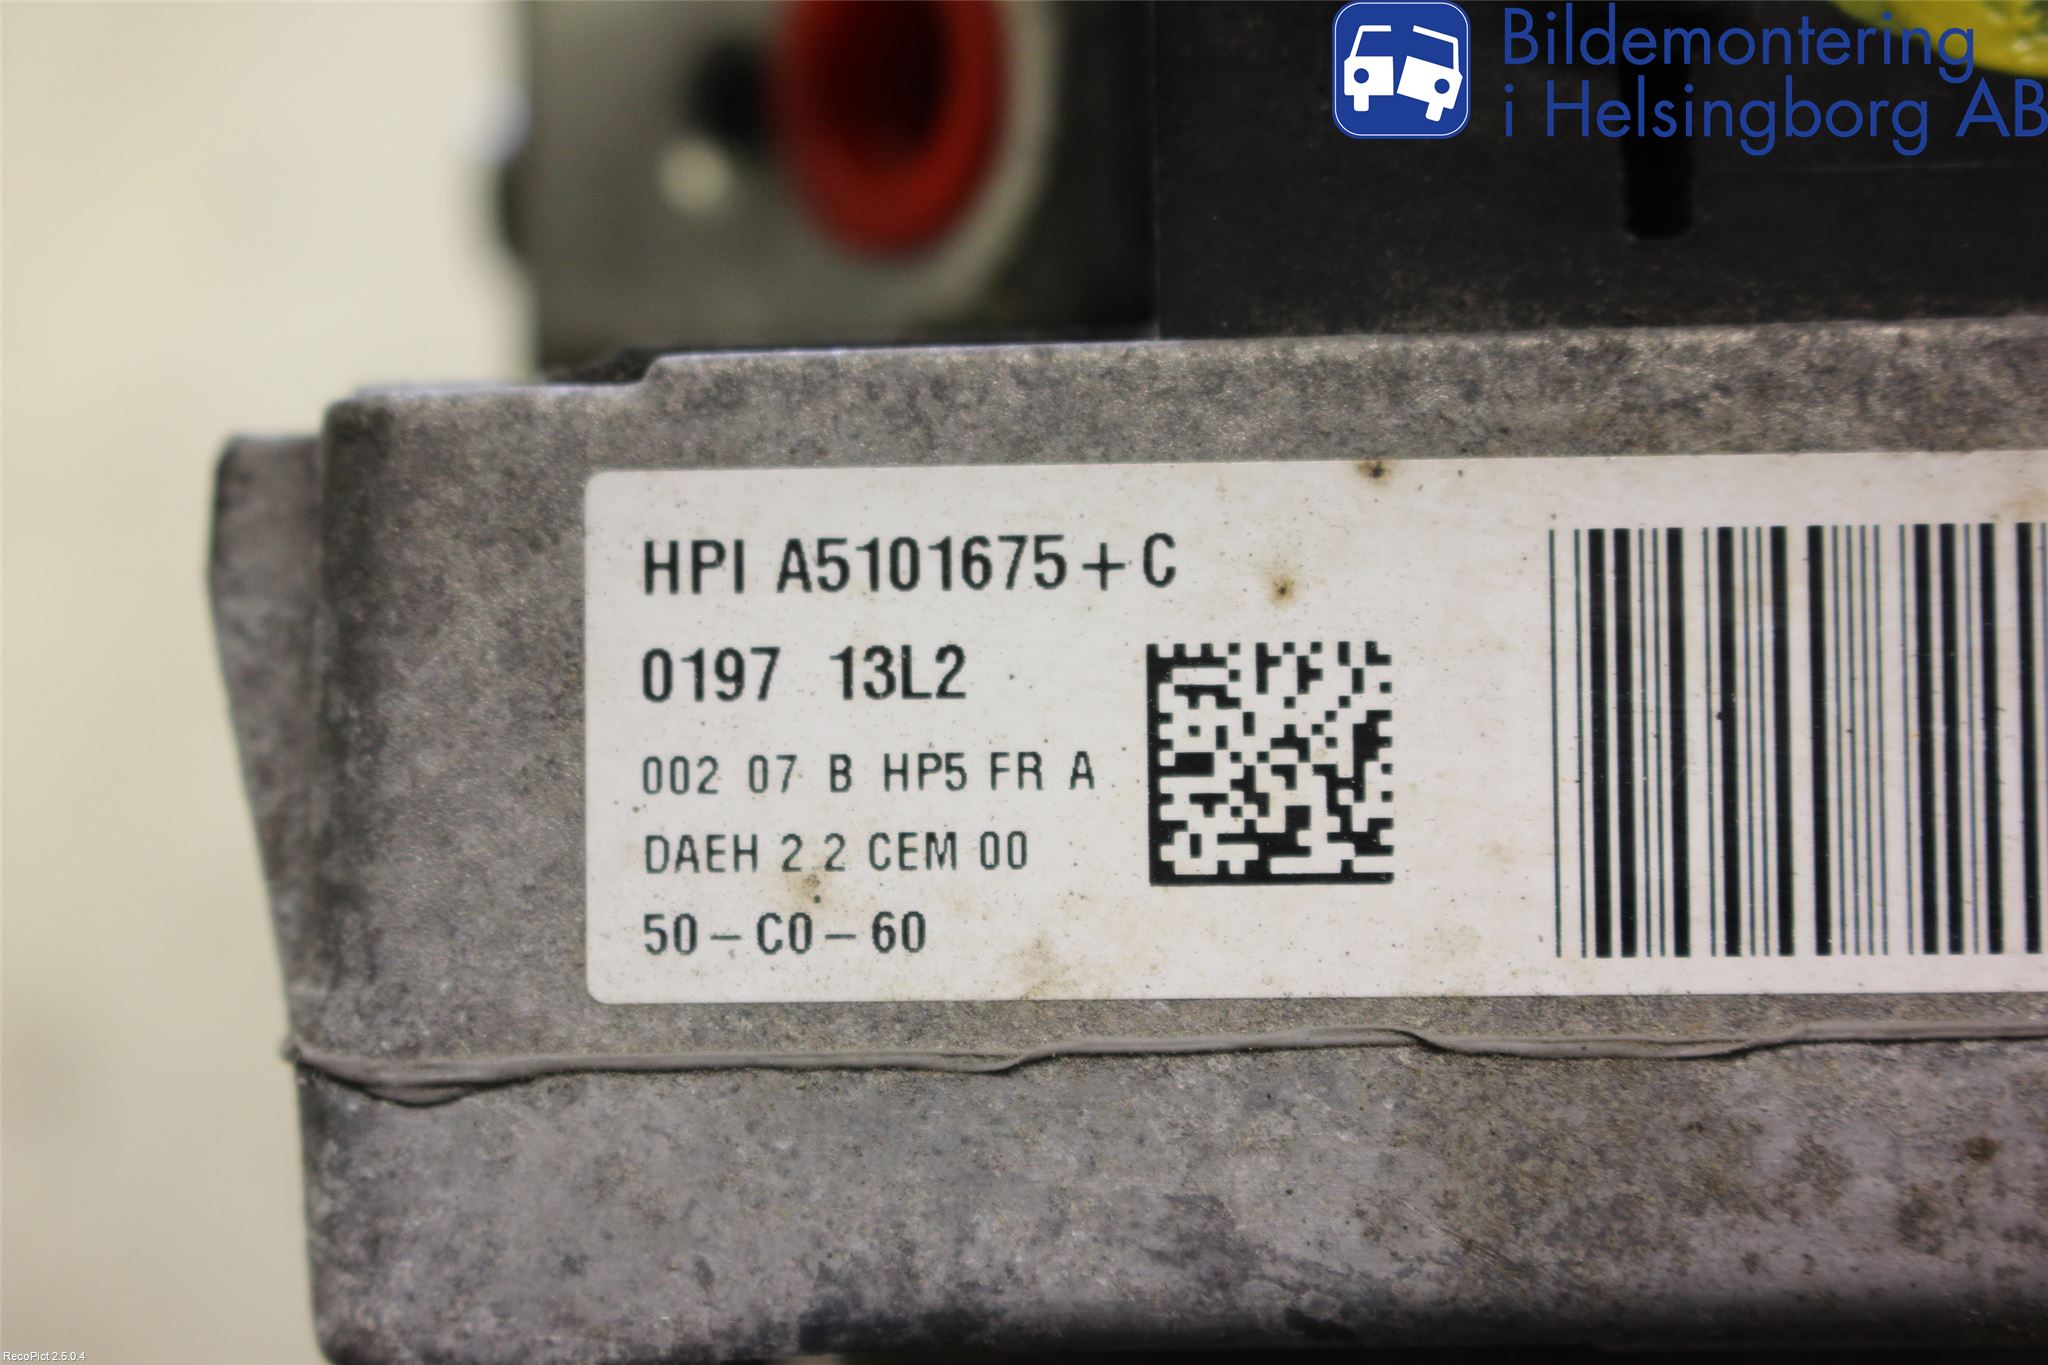 Bildemontering
i Helsingborg AB
HPI A5101675+C
0197 13L2
002 07 B HP5 FR A
DAEH 2 2 CEM 00
50-C0-60
RecoPict 2.5.0.4